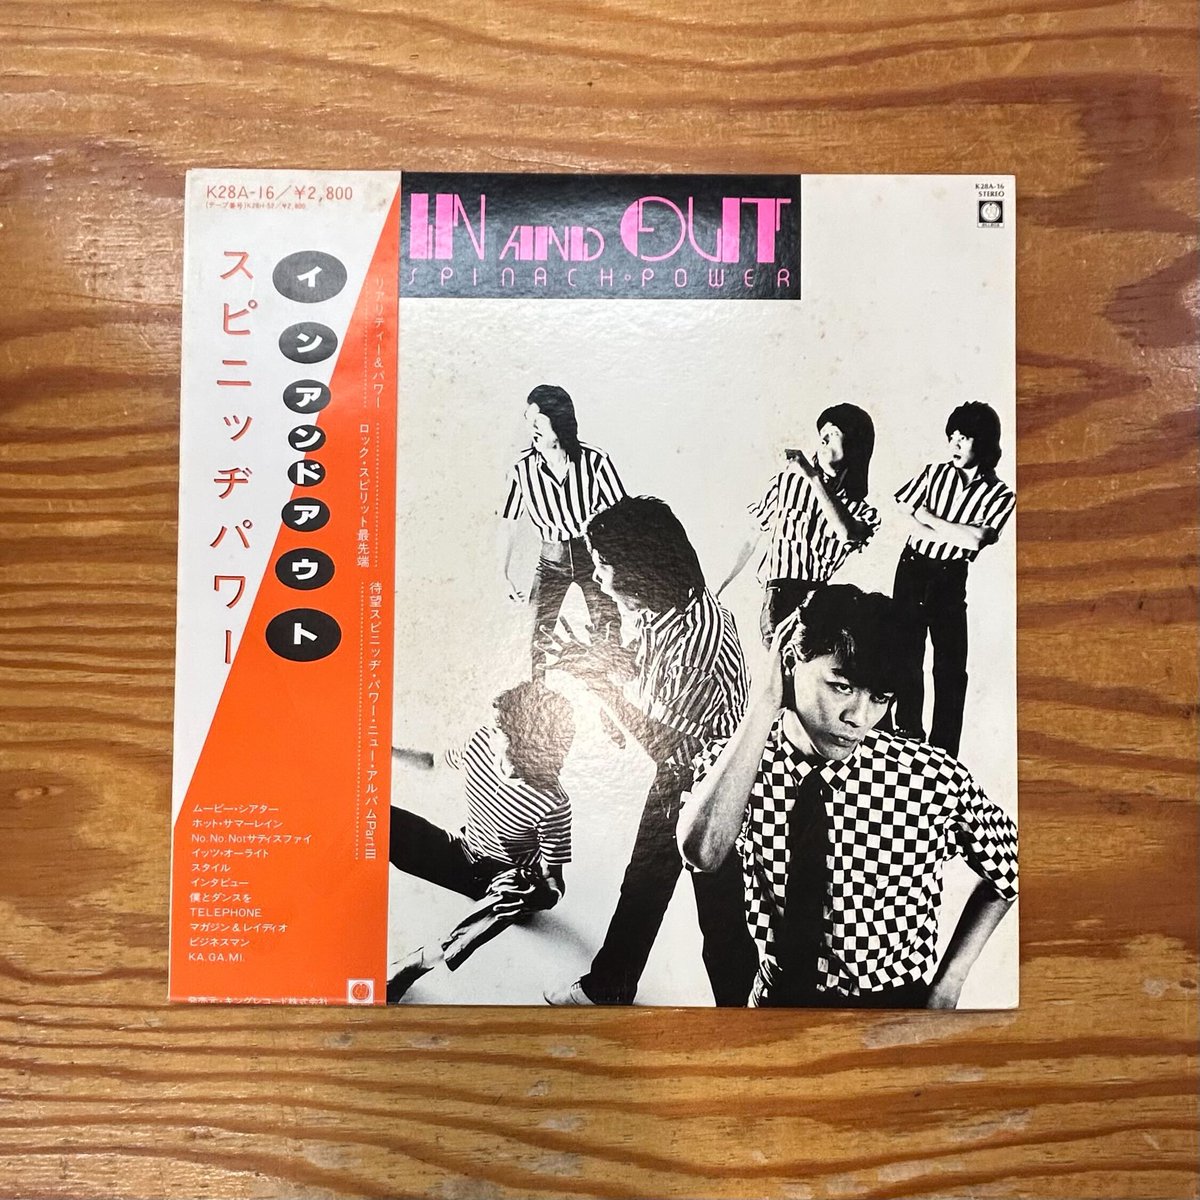 K28A-16/¥2,800
(テープ番号)K28H-52/¥2,800
スピニッヂパワー
インアンドアウト
リアリティー&パワー
ロック・スピリット最先端
待望スピニッヂ・パワー・ニュー・アルバムPartIII
ムービー・シアター
ホット・サマーレイン
No. No. Notサティスファイ
イッツ・オーライト
スタイル
インタビュー
僕とダンスを
TELEPHONE
マガジン&レイディオ
ビジネスマン
KA. GA. MI.
発売元・キングレコード株式会社
IN AND OUT
SPINACH・POWER
K28A-16
STEREO